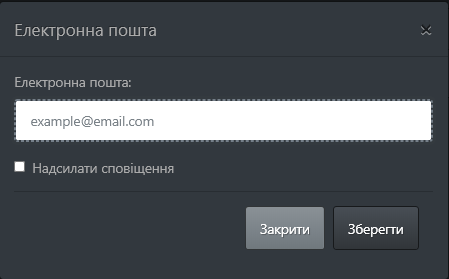 Електронна пошта
Електронна пошта:
example@email.com
Надсилати сповіщення
Закрити Зберегти